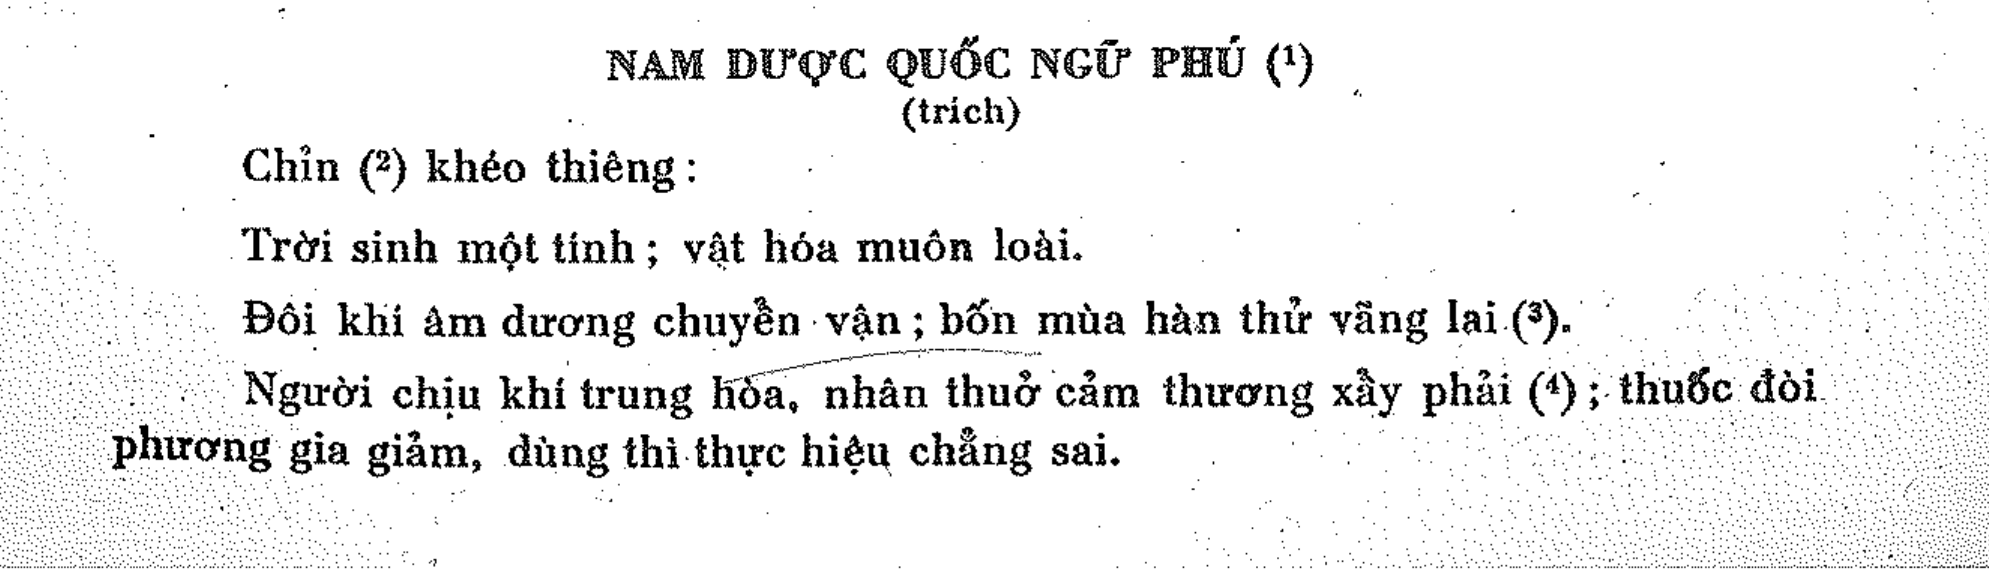 NAM DƯỢC QUỐC NGỮ PHÚ (¹)
(trích)
Chỉn (²) khéo thiêng :
Trời sinh một tính ; vật hóa muôn loài.
Đôi khí âm dương chuyển vận ; bốn mùa hàn thử vãng lai (³).
Người chịu khí trung hòa, nhân thuở cảm thương xẩy phải (⁴) ; thuốc đòi
phương gia giảm, dùng thì thực hiệu chẳng sai.